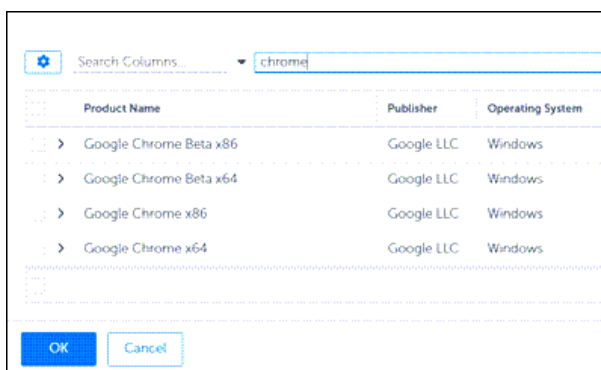 Search Columns... chrome
Product Name Publisher Operating System
Google Chrome Beta x86 Google LLC Windows
Google Chrome Beta x64 Google LLC Windows
Google Chrome x86 Google LLC Windows
Google Chrome x64 Google LLC Windows
OK Cancel